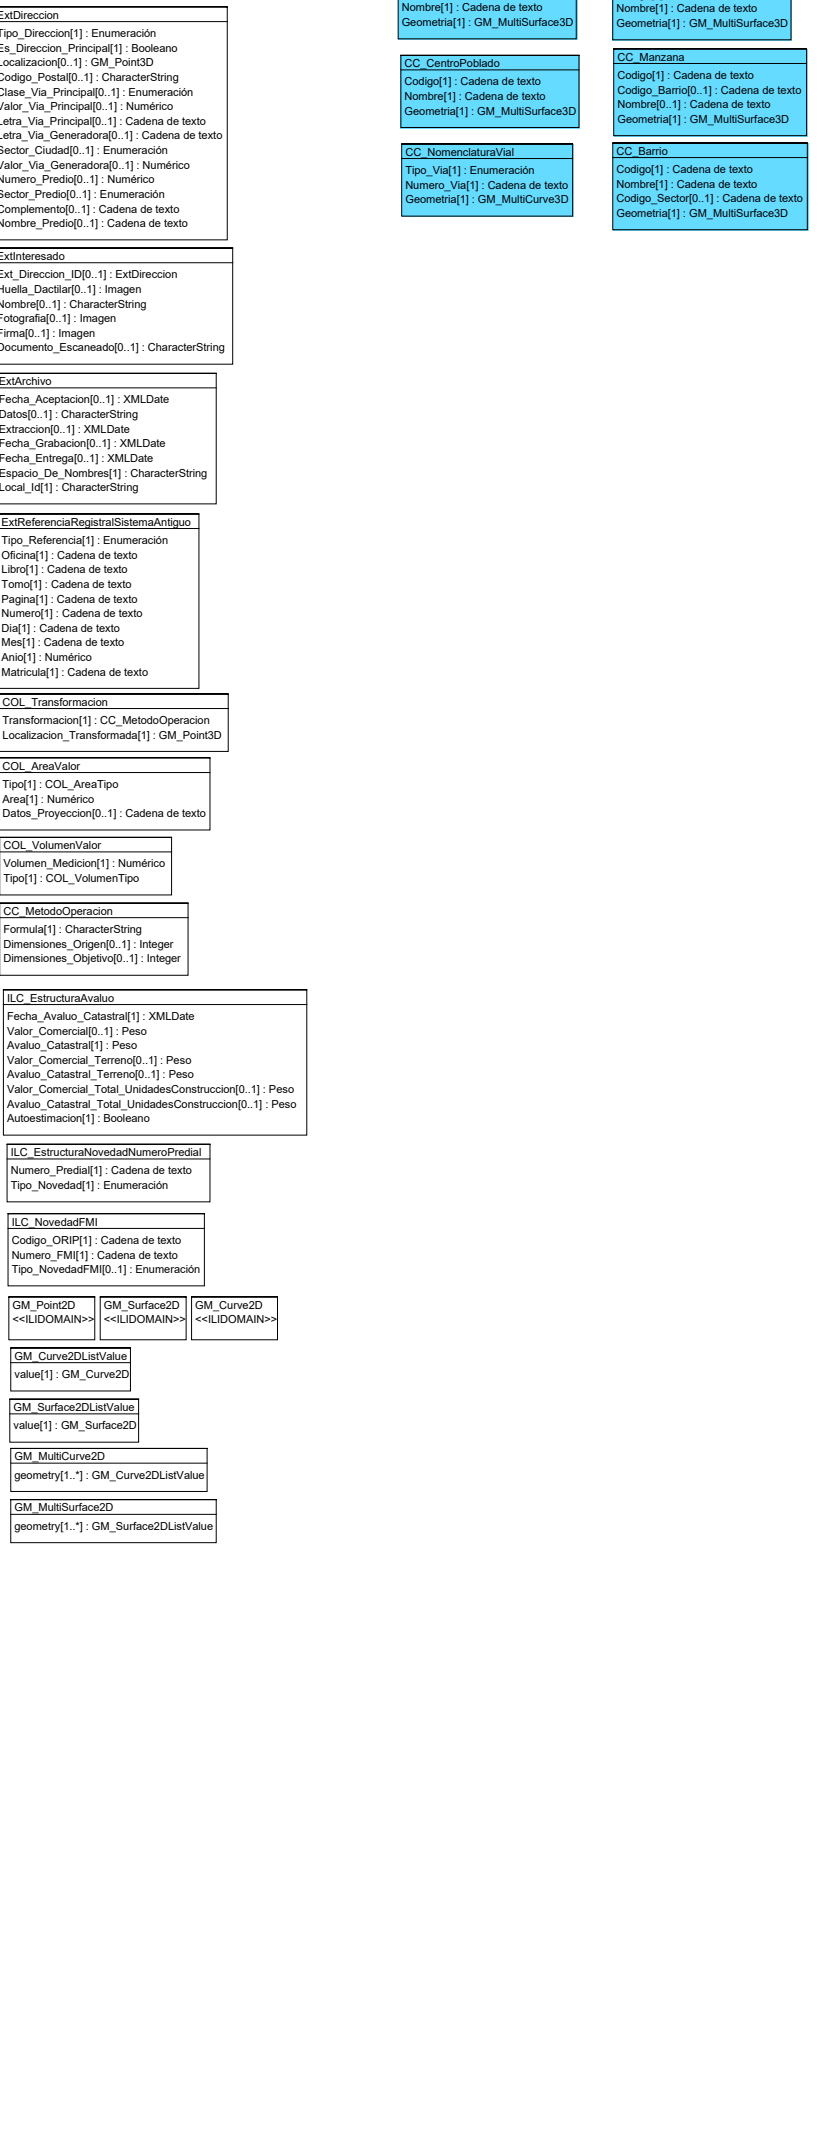 ExtDireccion
Tipo_Direccion[1] : Enumeración
Es_Direccion_Principal[1] : Booleano
Localizacion[0..1] : GM_Point3D
Codigo_Postal[0..1] : CharacterString
Clase_Via_Principal[0..1] : Enumeración
Valor_Via_Principal[0..1] : Numérico
Letra_Via_Principal[0..1] : Cadena de texto
Letra_Via_Generadora[0..1] : Cadena de texto
Sector_Ciudad[0..1] : Enumeración
Valor_Via_Generadora[0..1] : Numérico
Numero_Predio[0..1] : Numérico
Sector_Predio[0..1] : Enumeración
Complemento[0..1] : Cadena de texto
Nombre_Predio[0..1] : Cadena de texto
ExtInteresado
Ext_Direccion_ID[0..1] : ExtDireccion
Huella_Dactilar[0..1] : Imagen
Nombre[0..1] : CharacterString
Fotografia[0..1] : Imagen
Firma[0..1] : Imagen
Documento_Escaneado[0..1] : CharacterString
ExtArchivo
Fecha_Aceptacion[0..1] : XMLDate
Datos[0..1] : CharacterString
Extraccion[0..1] : XMLDate
Fecha_Grabacion[0..1] : XMLDate
Fecha_Entrega[0..1] : XMLDate
Espacio_De_Nombres[1] : CharacterString
Local_Id[1] : CharacterString
ExtReferenciaRegistralSistemaAntiguo
Tipo_Referencia[1] : Enumeración
Oficina[1] : Cadena de texto
Libro[1] : Cadena de texto
Tomo[1] : Cadena de texto
Pagina[1] : Cadena de texto
Numero[1] : Cadena de texto
Dia[1] : Cadena de texto
Mes[1] : Cadena de texto
Anio[1] : Numérico
Matricula[1] : Cadena de texto
COL_Transformacion
Transformacion[1] : CC_MetodoOperacion
Localizacion_Transformada[1] : GM_Point3D
COL_AreaValor
Tipo[1] : COL_AreaTipo
Area[1] : Numérico
Datos_Proyeccion[0..1] : Cadena de texto
COL_VolumenValor
Volumen_Medicion[1] : Numérico
Tipo[1] : COL_VolumenTipo
CC_MetodoOperacion
Formula[1] : CharacterString
Dimensiones_Origen[0..1] : Integer
Dimensiones_Objetivo[0..1] : Integer
ILC_EstructuraAvaluo
Fecha_Avaluo_Catastral[1] : XMLDate
Valor_Comercial[0..1] : Peso
Avaluo_Catastral[1] : Peso
Valor_Comercial_Terreno[0..1] : Peso
Avaluo_Catastral_Terreno[0..1] : Peso
Valor_Comercial_Total_UnidadesConstruccion[0..1] : Peso
Avaluo_Catastral_Total_UnidadesConstruccion[0..1] : Peso
Autoestimacion[1] : Booleano
ILC_EstructuraNovedadNumeroPredial
Numero_Predial[1] : Cadena de texto
Tipo_Novedad[1] : Enumeración
ILC_NovedadFMI
Codigo_ORIP[1] : Cadena de texto
Numero_FMI[1] : Cadena de texto
Tipo_NovedadFMI[0..1] : Enumeración
GM_Point2D
<<ILIDOMAIN>>
GM_Surface2D
<<ILIDOMAIN>>
GM_Curve2D
<<ILIDOMAIN>>
GM_Curve2DListValue
value[1] : GM_Curve2D
GM_Surface2DListValue
value[1] : GM_Surface2D
GM_MultiCurve2D
geometry[1..*] : GM_Curve2DListValue
GM_MultiSurface2D
geometry[1..*] : GM_Surface2DListValue
Nombre[1] : Cadena de texto
Geometria[1] : GM_MultiSurface3D
CC_CentroPoblado
Codigo[1] : Cadena de texto
Nombre[1] : Cadena de texto
Geometria[1] : GM_MultiSurface3D
CC_NomenclaturaVial
Tipo_Via[1] : Enumeración
Numero_Via[1] : Cadena de texto
Geometria[1] : GM_MultiCurve3D
Nombre[1] : Cadena de texto
Geometria[1] : GM_MultiSurface3D
CC_Manzana
Codigo[1] : Cadena de texto
Codigo_Barrio[0..1] : Cadena de texto
Nombre[0..1] : Cadena de texto
Geometria[1] : GM_MultiSurface3D
CC_Barrio
Codigo[1] : Cadena de texto
Nombre[1] : Cadena de texto
Codigo_Sector[0..1] : Cadena de texto
Geometria[1] : GM_MultiSurface3D